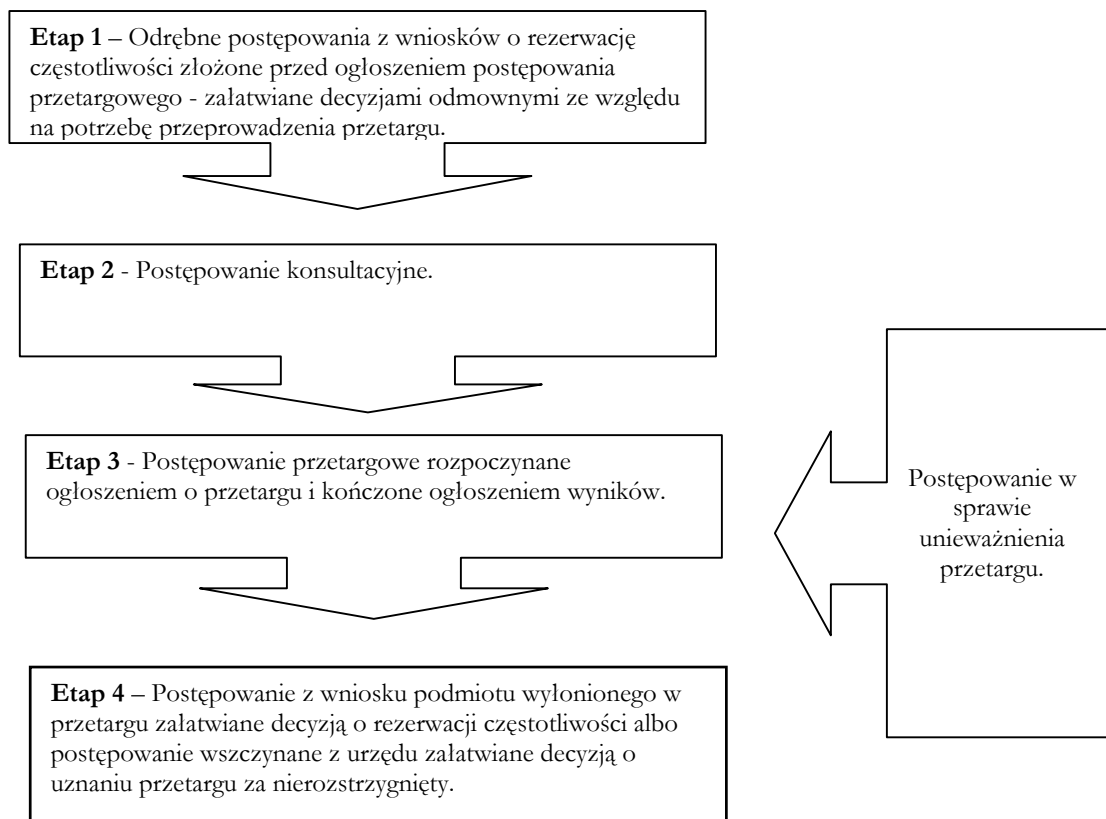 Etap 1 – Odrębne postępowania z wniosków o rezerwację
częstotliwości złożone przed ogłoszeniem postępowania
przetargowego - załatwiane decyzjami odmownymi ze względu
na potrzebę przeprowadzenia przetargu.
Etap 2 - Postępowanie konsultacyjne.
Etap 3 - Postępowanie przetargowe rozpoczynane
ogłoszeniem o przetargu i kończone ogłoszeniem wyników.
Postępowanie w
sprawie
unieważnienia
przetargu.
Etap 4 – Postępowanie z wniosku podmiotu wyłonionego w
przetargu załatwiane decyzją o rezerwacji częstotliwości albo
postępowanie wszczynane z urzędu załatwiane decyzją o
uznaniu przetargu za nierozstrzygnięty.